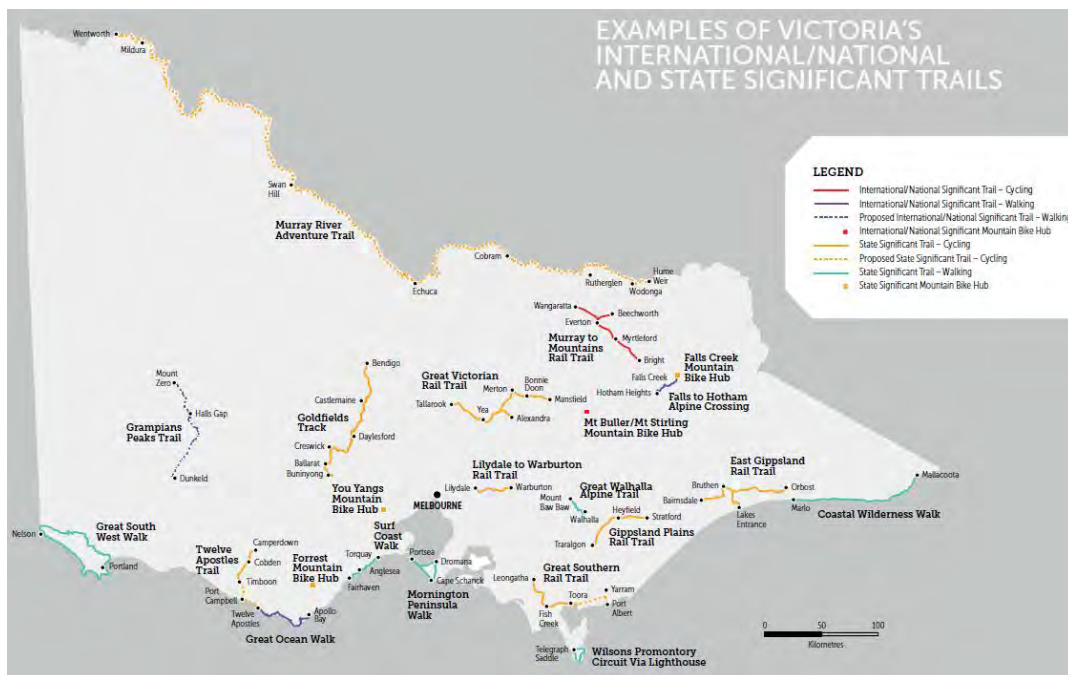 EXAMPLES OF VICTORIA'S
INTERNATIONAL/NATIONAL
AND STATE SIGNIFICANT TRAILS
LEGEND
International/National Significant Trail – Cycling
International/National Significant Trail – Walking
Proposed International/National Significant Trail – Walking
International/National Significant Mountain Bike Hub
State Significant Trail – Cycling
Proposed State Significant Trail – Cycling
State Significant Trail – Walking
State Significant Mountain Bike Hub
Wentworth
Mildura
Swan
Hill
Murray River
Adventure Trail
Echuca
Cobram
Rutherglen
Wodonga
Hume
Weir
Wangaratta
Beechworth
Everton
Myrtleford
Bright
Murray to
Mountains
Rail Trail
Falls Creek
Mountain
Bike Hub
Falls Creek
Hotham Heights
Falls to Hotham
Alpine Crossing
Mt Buller/Mt Stirling
Mountain Bike Hub
Great Victorian
Rail Trail
Tallarook
Yea
Merton
Bonnie
Doon
Mansfield
Alexandra
Bendigo
Castlemaine
Goldfields
Track
Daylesford
Creswick
Ballarat
Buninyong
Mount
Zero
Halls Gap
Grampians
Peaks Trail
Dunkeld
You Yangs
Mountain
Bike Hub
MELBOURNE
Lilydale to Warburton
Rail Trail
Lilydale
Warburton
Great Walhalla
Alpine Trail
Mount
Baw Baw
Walhalla
Heyfield
Stratford
Gippsland Plains
Rail Trail
Traralgon
East Gippsland
Rail Trail
Bruthen
Orbost
Bairnsdale
Lakes
Entrance
Marlo
Mallacoota
Coastal Wilderness Walk
Nelson
Great South
West Walk
Portland
Twelve
Apostles
Trail
Camperdown
Cobden
Timboon
Port
Campbell
Twelve
Apostles
Forrest
Mountain
Bike Hub
Apollo
Bay
Great Ocean Walk
Surf
Coast
Walk
Torquay
Anglesea
Fairhaven
Portsea
Dromana
Cape Schanck
Mornington
Peninsula
Walk
Great Southern
Rail Trail
Leongatha
Toora
Yarram
Port
Albert
Fish
Creek
Telegraph
Saddle
Wilsons Promontory
Circuit Via Lighthouse
0 50 100
Kilometres